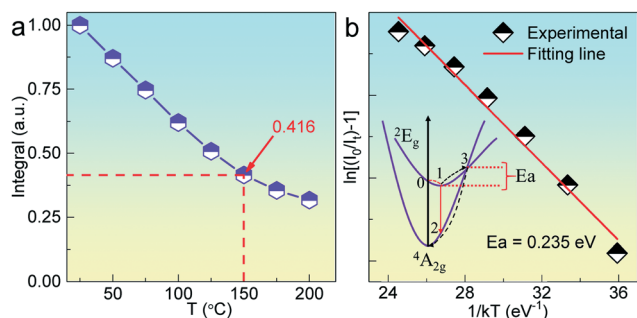 a
1.00
0.75
0.50
0.25
0.00
Integral (a.u.)
0.416
50
100
150
200
T (°C)
b
Experimental
Fitting line
ln[(I₀/Iₜ)-1]
²E_g
0
1
2
3
Ea
⁴A₂g
Ea = 0.235 eV
24
28
32
36
1/kT (eV⁻¹)